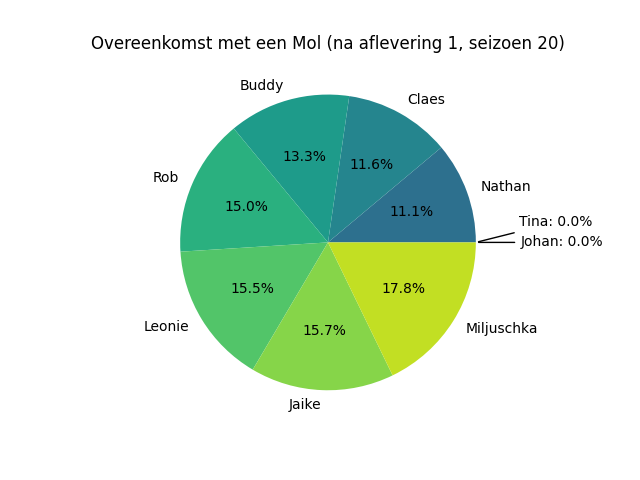 Overeenkomst met een Mol (na aflevering 1, seizoen 20)
Buddy
Claes
13.3%
11.6%
Rob
Nathan
15.0%
11.1%
Tina: 0.0%
Johan: 0.0%
15.5%
17.8%
Leonie
15.7%
Miljuschka
Jaike